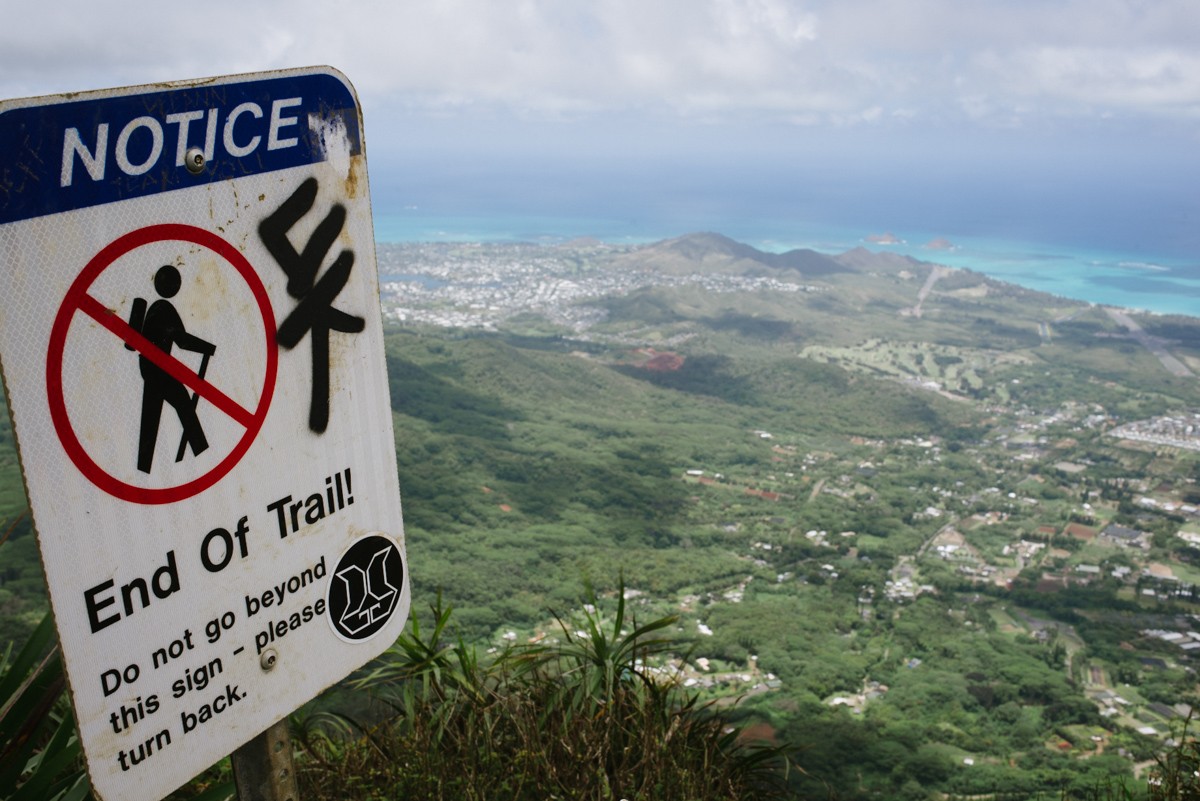 NOTICE
End Of Trail!
Do not go beyond
this sign – please
turn back.